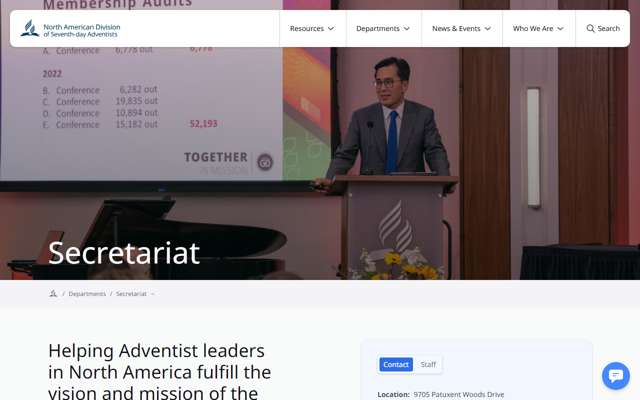 Membership Audits
North American Division
of Seventh-day Adventists
Resources
Departments
News & Events
Who We Are
Search
A. Conference 6,778 out 6,778
2022
B. Conference 6,282 out
C. Conference 19,835 out
D. Conference 10,894 out
E. Conference 15,182 out 52,193
TOGETHER
IN MISSION
Secretariat
/ Departments / Secretariat
Helping Adventist leaders
in North America fulfill the
vision and mission of the
Contact
Staff
Location: 9705 Patuxent Woods Drive